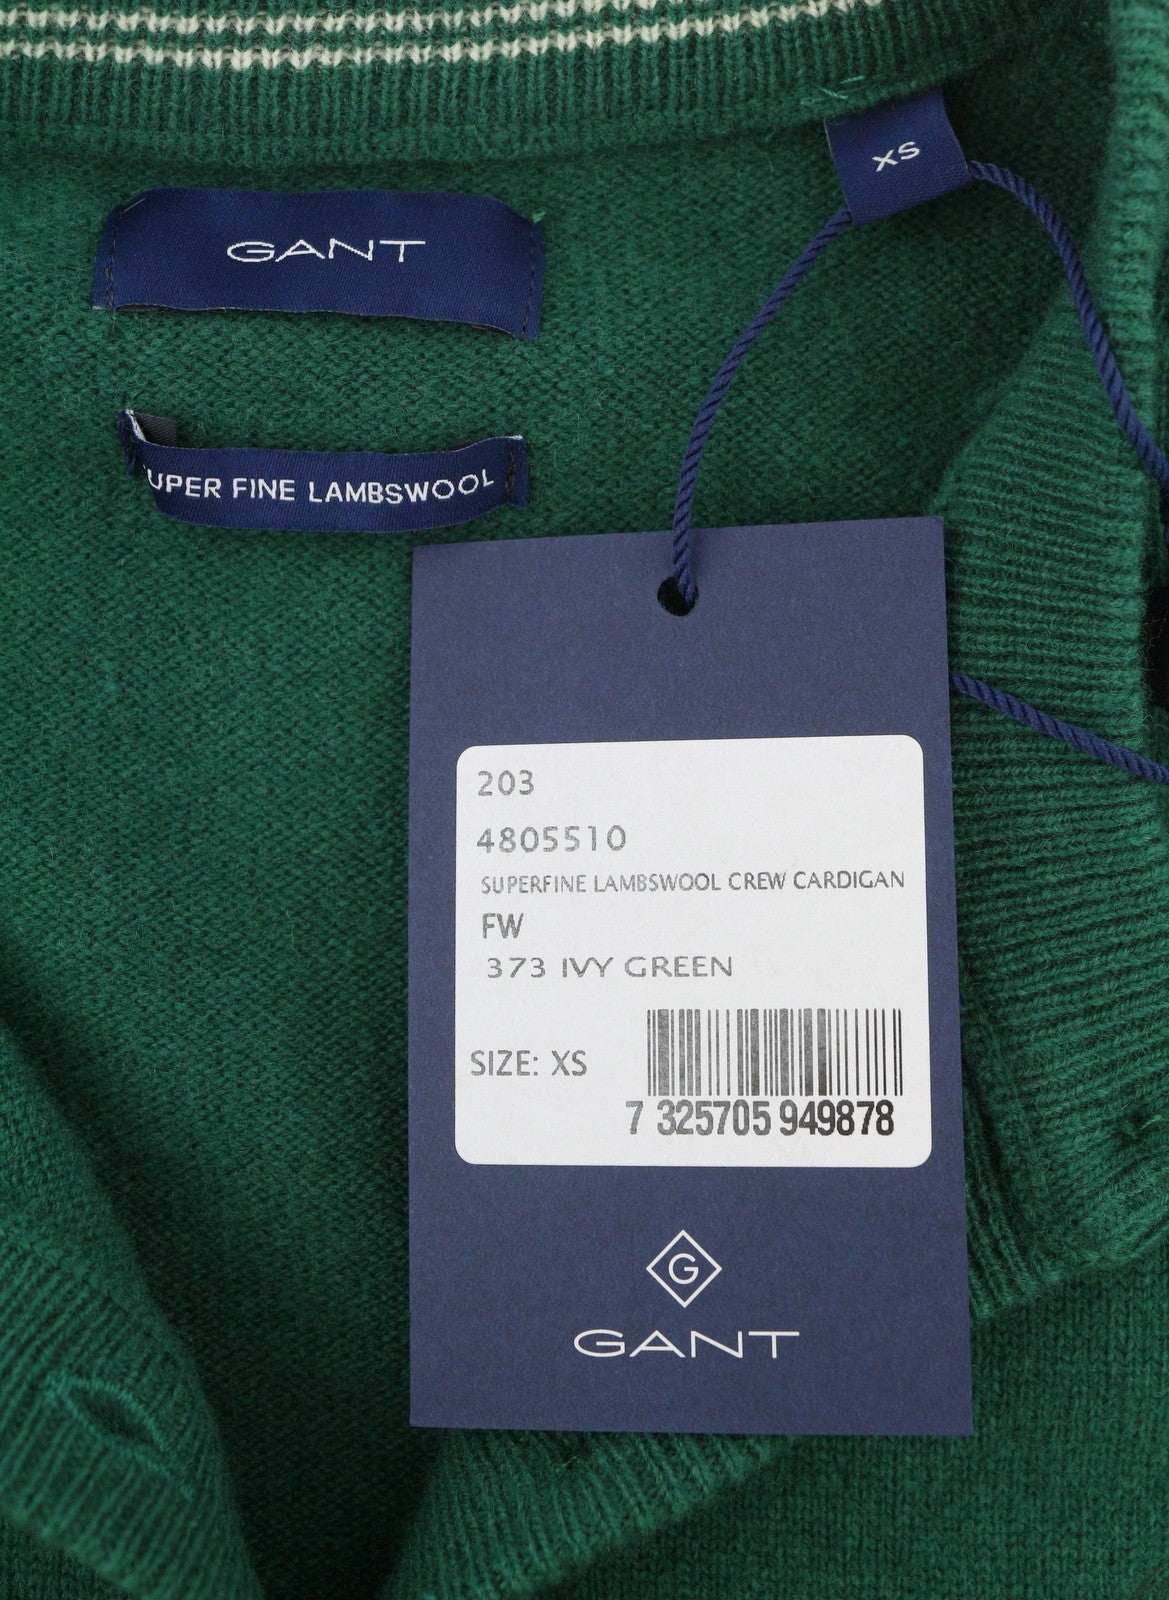 XS
GANT
SUPER FINE LAMBSWOOL
203
4805510
SUPERFINE LAMBSWOOL CREW CARDIGAN
FW
373 IVY GREEN
SIZE: XS
7 325705 949878
G
GANT